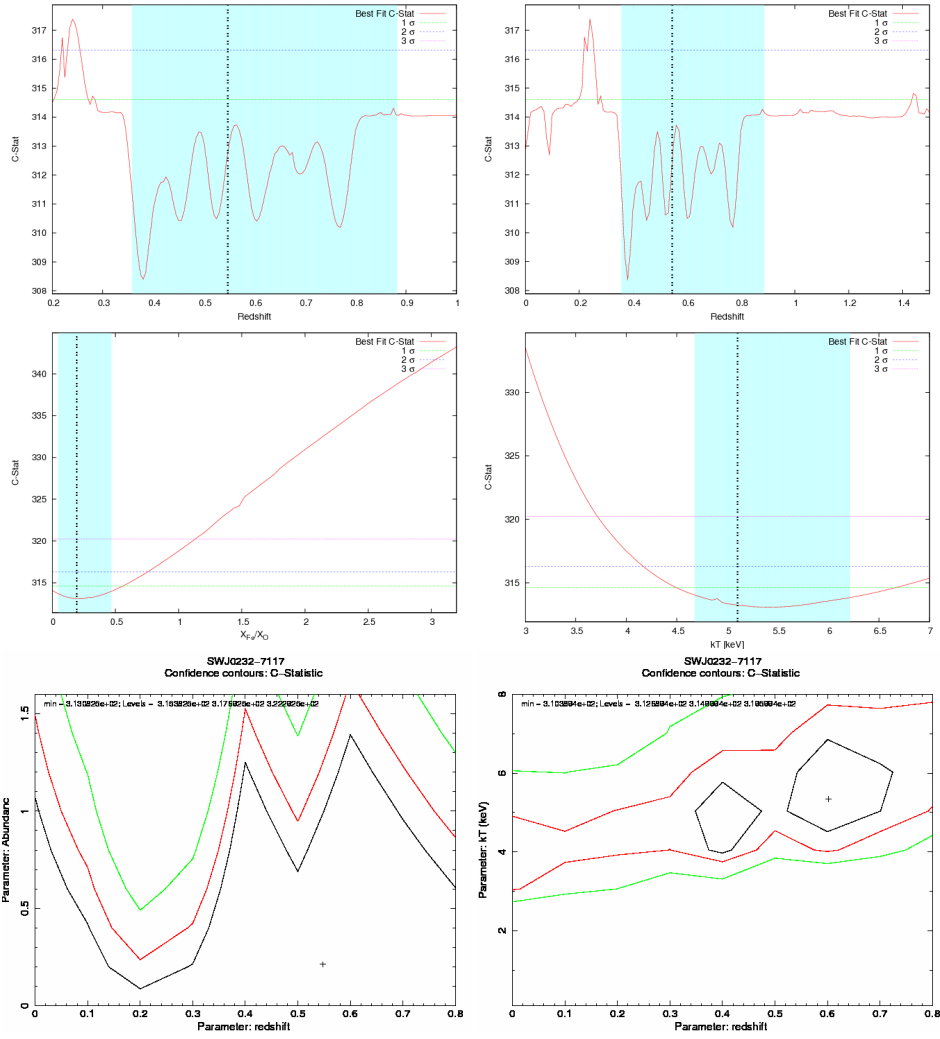 Best Fit C-Stat
1 σ
2 σ
3 σ
317
316
315
314
313
312
311
310
309
308
C-Stat
0.2 0.3 0.4 0.5 0.6 0.7 0.8 0.9 1
Redshift
Best Fit C-Stat
1 σ
2 σ
3 σ
317
316
315
314
313
312
311
310
309
308
C-Stat
0 0.2 0.4 0.6 0.8 1 1.2 1.4
Redshift
Best Fit C-Stat
1 σ
2 σ
3 σ
340
335
330
325
320
315
C-Stat
0 0.5 1 1.5 2 2.5 3
X_Fe/X_O
Best Fit C-Stat
1 σ
2 σ
3 σ
330
325
320
315
C-Stat
3 3.5 4 4.5 5 5.5 6 6.5 7
kT [keV]
SWJ0232-7117
Confidence contours: C-Statistic
min Levels
1.5
1
0.5
0
Parameter: Abundanc
0 0.1 0.2 0.3 0.4 0.5 0.6 0.7 0.8
Parameter: redshift
SWJ0232-7117
Confidence contours: C-Statistic
min Levels
8
6
4
2
Parameter: kT (keV)
0 0.1 0.2 0.3 0.4 0.5 0.6 0.7 0.8
Parameter: redshift